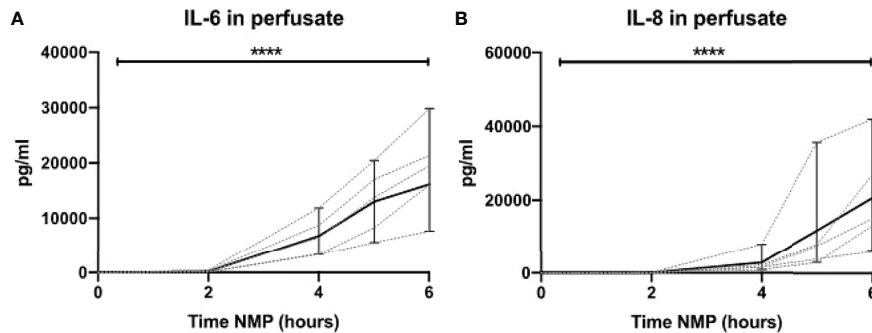 A
IL-6 in perfusate
****
40000
30000
20000
10000
0
pg/ml
0 2 4 6
Time NMP (hours)
B
IL-8 in perfusate
****
60000
40000
20000
0
pg/ml
0 2 4 6
Time NMP (hours)